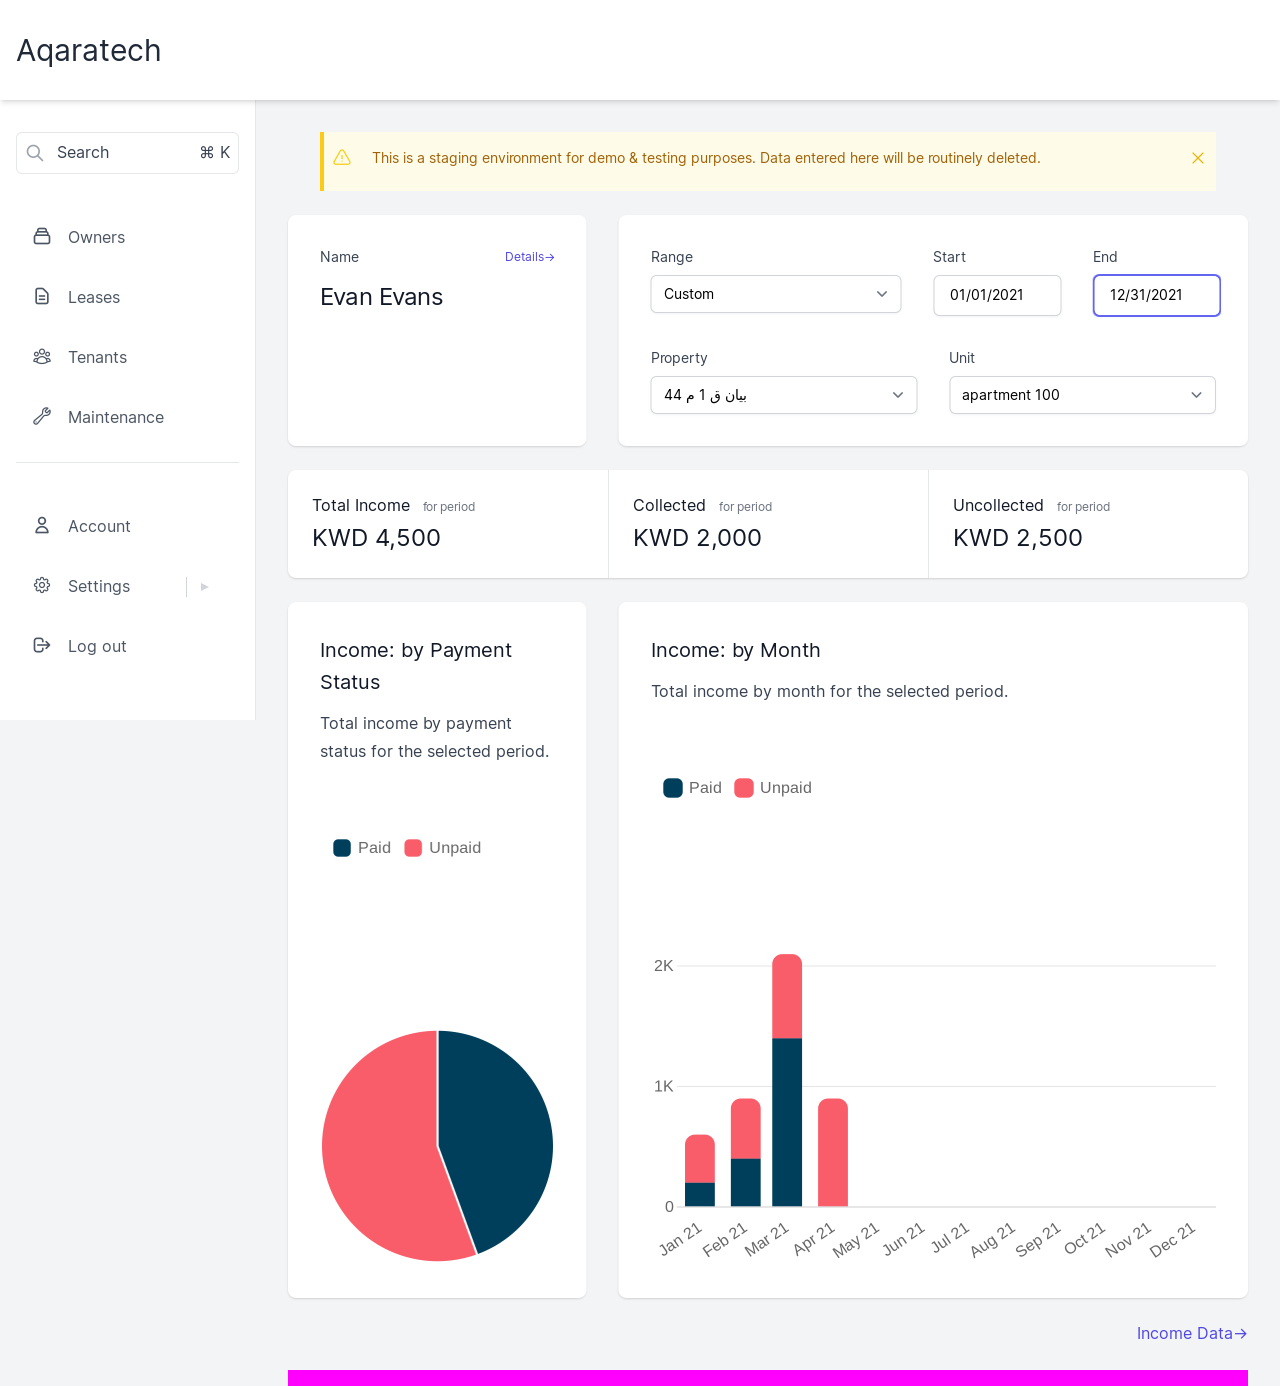 Aqaratech
Search ⌘ K
Owners
Leases
Tenants
Maintenance
Account
Settings
Log out
This is a staging environment for demo & testing purposes. Data entered here will be routinely deleted.
Name Details→
Evan Evans
Range Start End
Custom 01/01/2021 12/31/2021
Property Unit
بيان ق 1 م 44 apartment 100
Total Income for period
KWD 4,500
Collected for period
KWD 2,000
Uncollected for period
KWD 2,500
Income: by Payment
Status
Total income by payment
status for the selected period.
Paid Unpaid
Income: by Month
Total income by month for the selected period.
Paid Unpaid
2K
1K
0
Jan 21 Feb 21 Mar 21 Apr 21 May 21 Jun 21 Jul 21 Aug 21 Sep 21 Oct 21 Nov 21 Dec 21
Income Data→